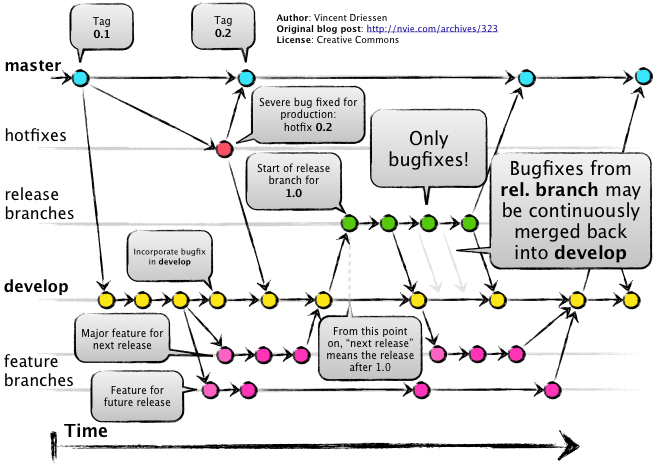 Tag
0.1
Tag
0.2
Author: Vincent Driessen
Original blog post: http://nvie.com/archives/323
License: Creative Commons
master
Severe bug fixed for
production:
hotfix 0.2
hotfixes
Only
bugfixes!
Start of release
branch for
1.0
Bugfixes from
rel. branch may
be continuously
merged back
into develop
release
branches
Incorporate bugfix
in develop
develop
Major feature for
next release
From this point
on, “next release”
means the release
after 1.0
feature
branches
Feature for
future release
Time